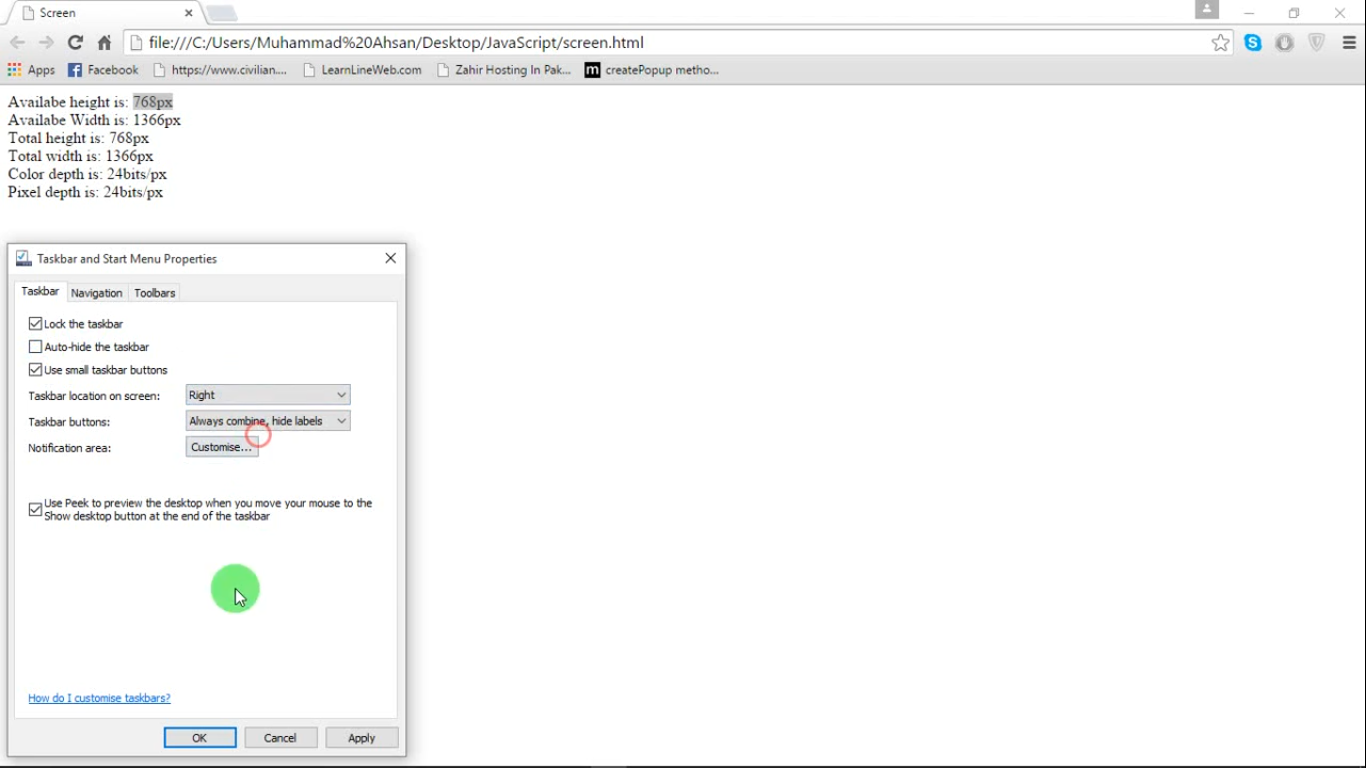 Screen
file:///C:/Users/Muhammad%20Ahsan/Desktop/JavaScript/screen.html
Apps Facebook https://www.civilian.... LearnLineWeb.com Zahir Hosting In Pak... m createPopup metho...
Availabe height is: 768px
Availabe Width is: 1366px
Total height is: 768px
Total width is: 1366px
Color depth is: 24bits/px
Pixel depth is: 24bits/px
Taskbar and Start Menu Properties
Taskbar Navigation Toolbars
Lock the taskbar
Auto-hide the taskbar
Use small taskbar buttons
Taskbar location on screen: Right
Taskbar buttons: Always combine, hide labels
Notification area: Customise...
Use Peek to preview the desktop when you move your mouse to the
Show desktop button at the end of the taskbar
How do I customise taskbars?
OK Cancel Apply